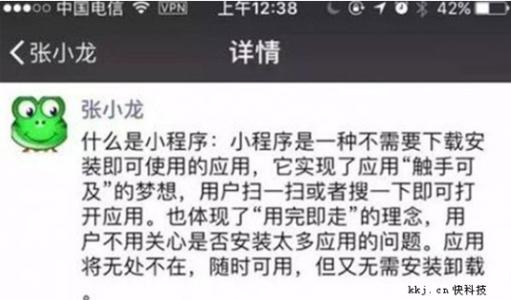 中国电信 VPN 上午12:38 42%
张小龙 详情
张小龙
什么是小程序：小程序是一种不需要下载安
装即可使用的应用，它实现了应用“触手可
及”的梦想，用户扫一扫或者搜一下即可打
开应用。也体现了“用完即走”的理念，用
户不用关心是否安装太多应用的问题。应用
将无处不在，随时可用，但又无需安装卸载
。
kkj.cn 快科技